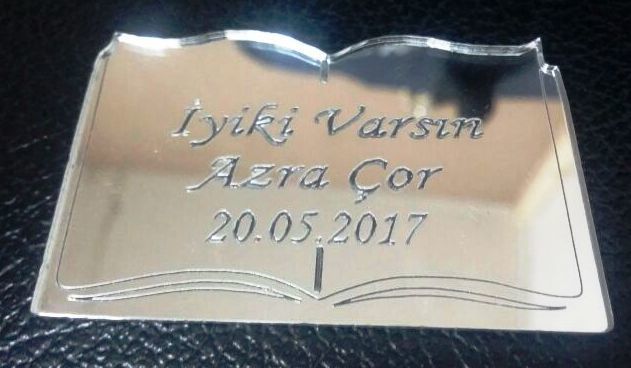 İyiki Varsın
Azra Çor
20.05.2017